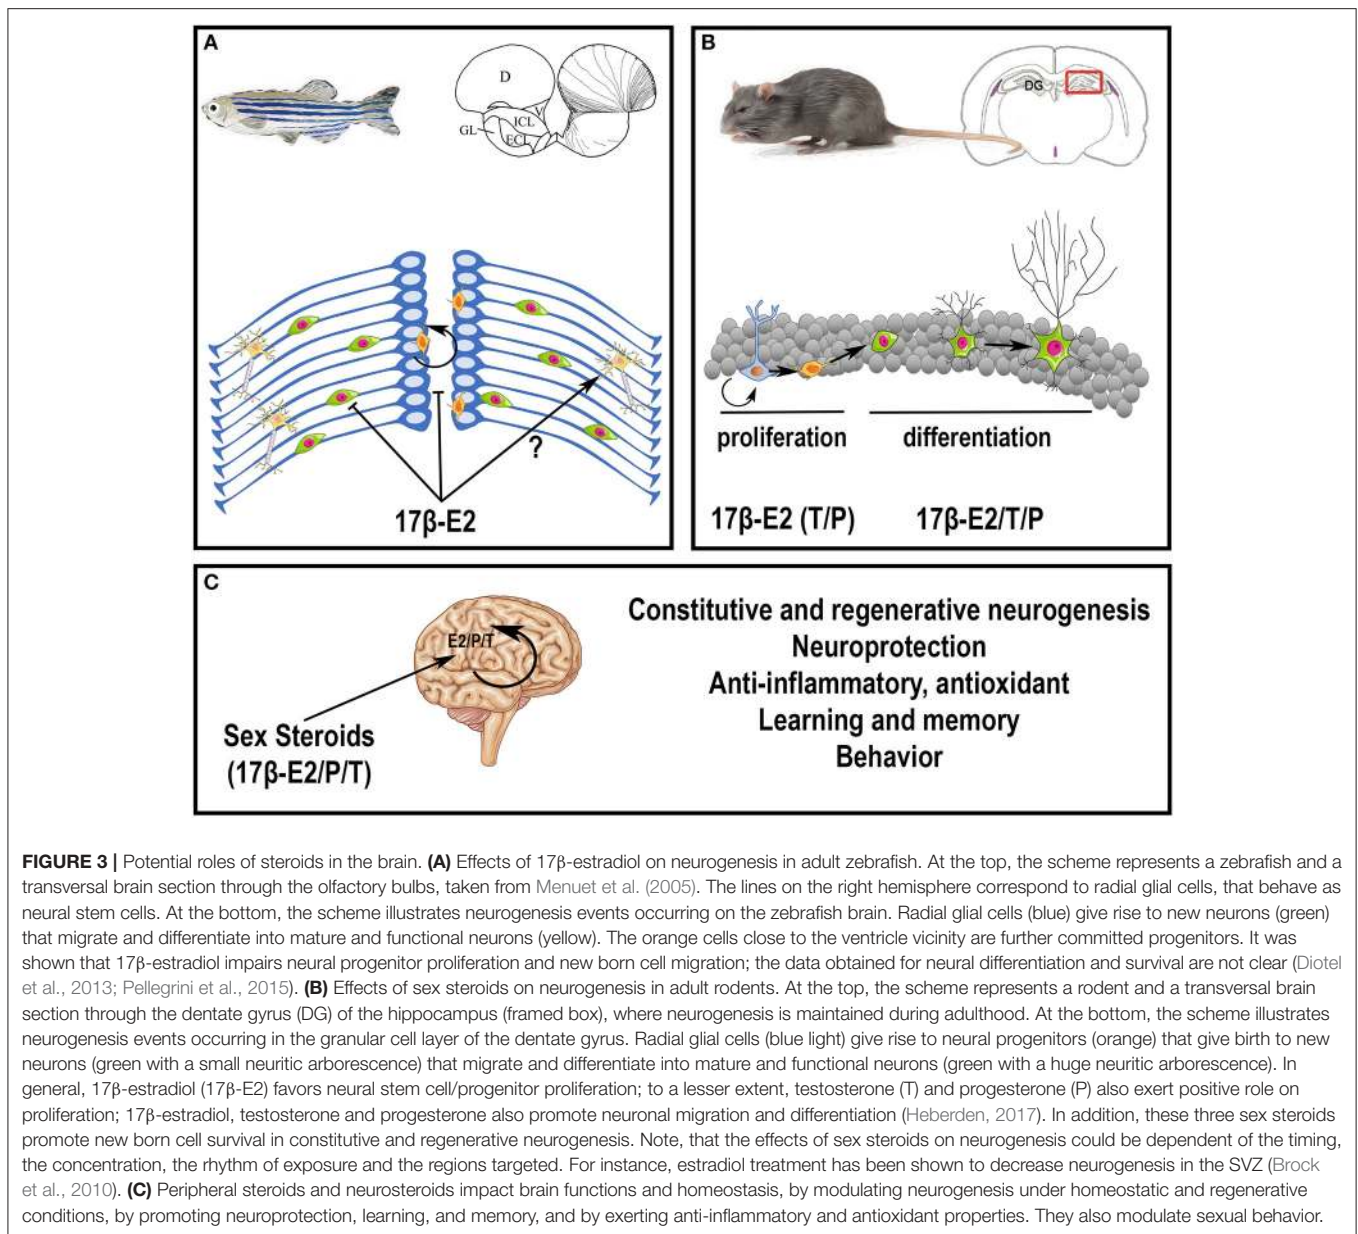 A
D
V
ICL
GL
ECL
?
17β-E2
B
DG
proliferation
differentiation
17β-E2 (T/P)
17β-E2/T/P
C
E2/P/T
Sex Steroids
(17β-E2/P/T)
Constitutive and regenerative neurogenesis
Neuroprotection
Anti-inflammatory, antioxidant
Learning and memory
Behavior
FIGURE 3 | Potential roles of steroids in the brain. (A) Effects of 17β-estradiol on neurogenesis in adult zebrafish. At the top, the scheme represents a zebrafish and a
transversal brain section through the olfactory bulbs, taken from Menuet et al. (2005). The lines on the right hemisphere correspond to radial glial cells, that behave as
neural stem cells. At the bottom, the scheme illustrates neurogenesis events occurring on the zebrafish brain. Radial glial cells (blue) give rise to new neurons (green)
that migrate and differentiate into mature and functional neurons (yellow). The orange cells close to the ventricle vicinity are further committed progenitors. It was
shown that 17β-estradiol impairs neural progenitor proliferation and new born cell migration; the data obtained for neural differentiation and survival are not clear (Diotel
et al., 2013; Pellegrini et al., 2015). (B) Effects of sex steroids on neurogenesis in adult rodents. At the top, the scheme represents a rodent and a transversal brain
section through the dentate gyrus (DG) of the hippocampus (framed box), where neurogenesis is maintained during adulthood. At the bottom, the scheme illustrates
neurogenesis events occurring in the granular cell layer of the dentate gyrus. Radial glial cells (blue light) give rise to neural progenitors (orange) that give birth to new
neurons (green with a small neuritic arborescence) that migrate and differentiate into mature and functional neurons (green with a huge neuritic arborescence). In
general, 17β-estradiol (17β-E2) favors neural stem cell/progenitor proliferation; to a lesser extent, testosterone (T) and progesterone (P) also exert positive role on
proliferation; 17β-estradiol, testosterone and progesterone also promote neuronal migration and differentiation (Heberden, 2017). In addition, these three sex steroids
promote new born cell survival in constitutive and regenerative neurogenesis. Note, that the effects of sex steroids on neurogenesis could be dependent of the timing,
the concentration, the rhythm of exposure and the regions targeted. For instance, estradiol treatment has been shown to decrease neurogenesis in the SVZ (Brock
et al., 2010). (C) Peripheral steroids and neurosteroids impact brain functions and homeostasis, by modulating neurogenesis under homeostatic and regenerative
conditions, by promoting neuroprotection, learning, and memory, and by exerting anti-inflammatory and antioxidant properties. They also modulate sexual behavior.